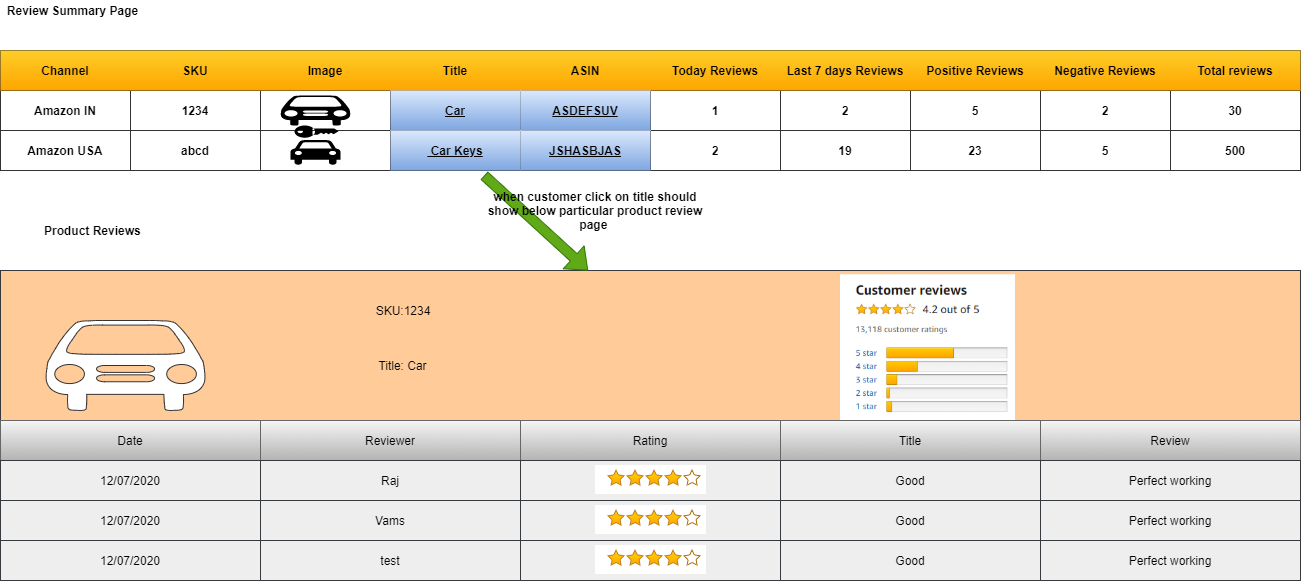 Review Summary Page
Channel SKU Image Title ASIN Today Reviews Last 7 days Reviews Positive Reviews Negative Reviews Total reviews
Amazon IN 1234 Car ASDEFSUV 1 2 5 2 30
Amazon USA abcd Car Keys JSHASBJAS 2 19 23 5 500
when customer click on title should
show below particular product review
page
Product Reviews
SKU:1234
Title: Car
Customer reviews
4.2 out of 5
13,118 customer ratings
5 star
4 star
3 star
2 star
1 star
Date Reviewer Rating Title Review
12/07/2020 Raj Good Perfect working
12/07/2020 Vams Good Perfect working
12/07/2020 test Good Perfect working